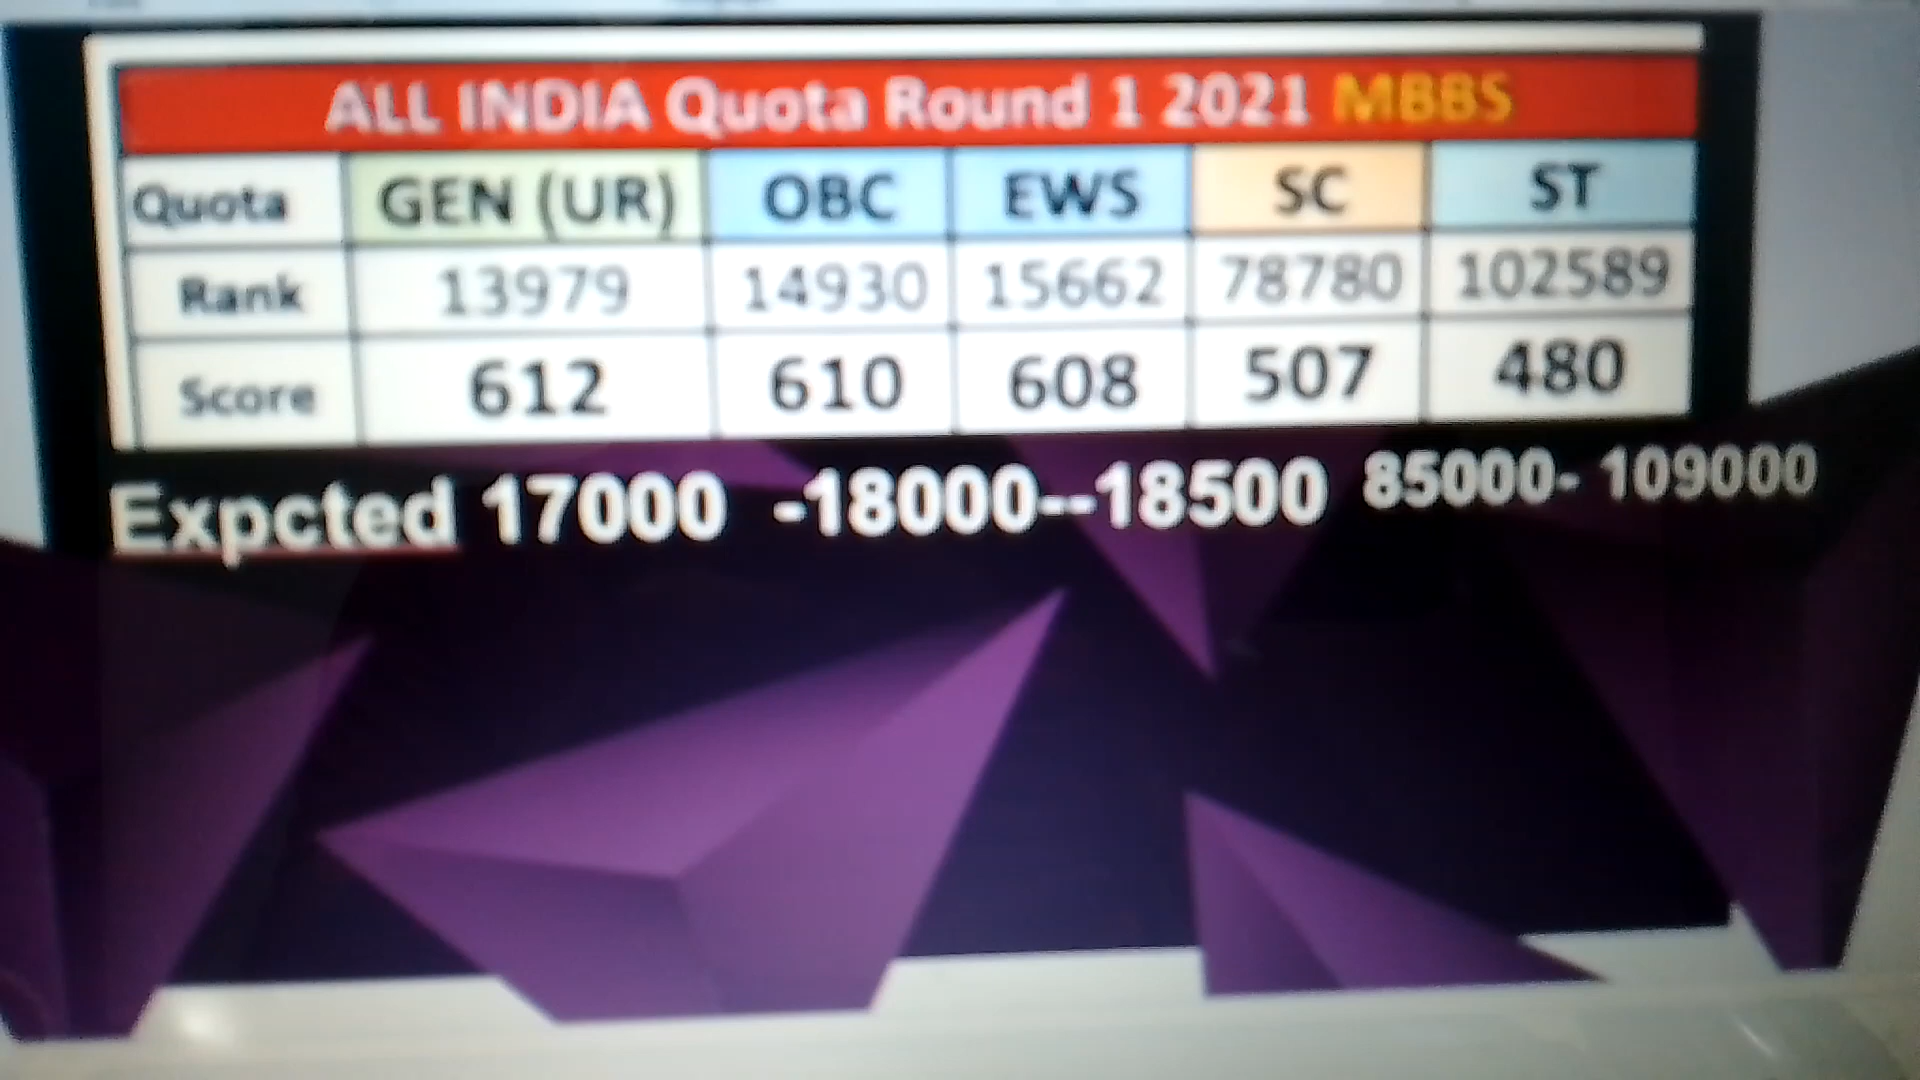 ALL INDIA Quota Round 1 2021 MBBS
Quota GEN (UR) OBC EWS SC ST
Rank 13979 14930 15662 78780 102589
Score 612 610 608 507 480
Expcted 17000 -18000--18500 85000- 109000